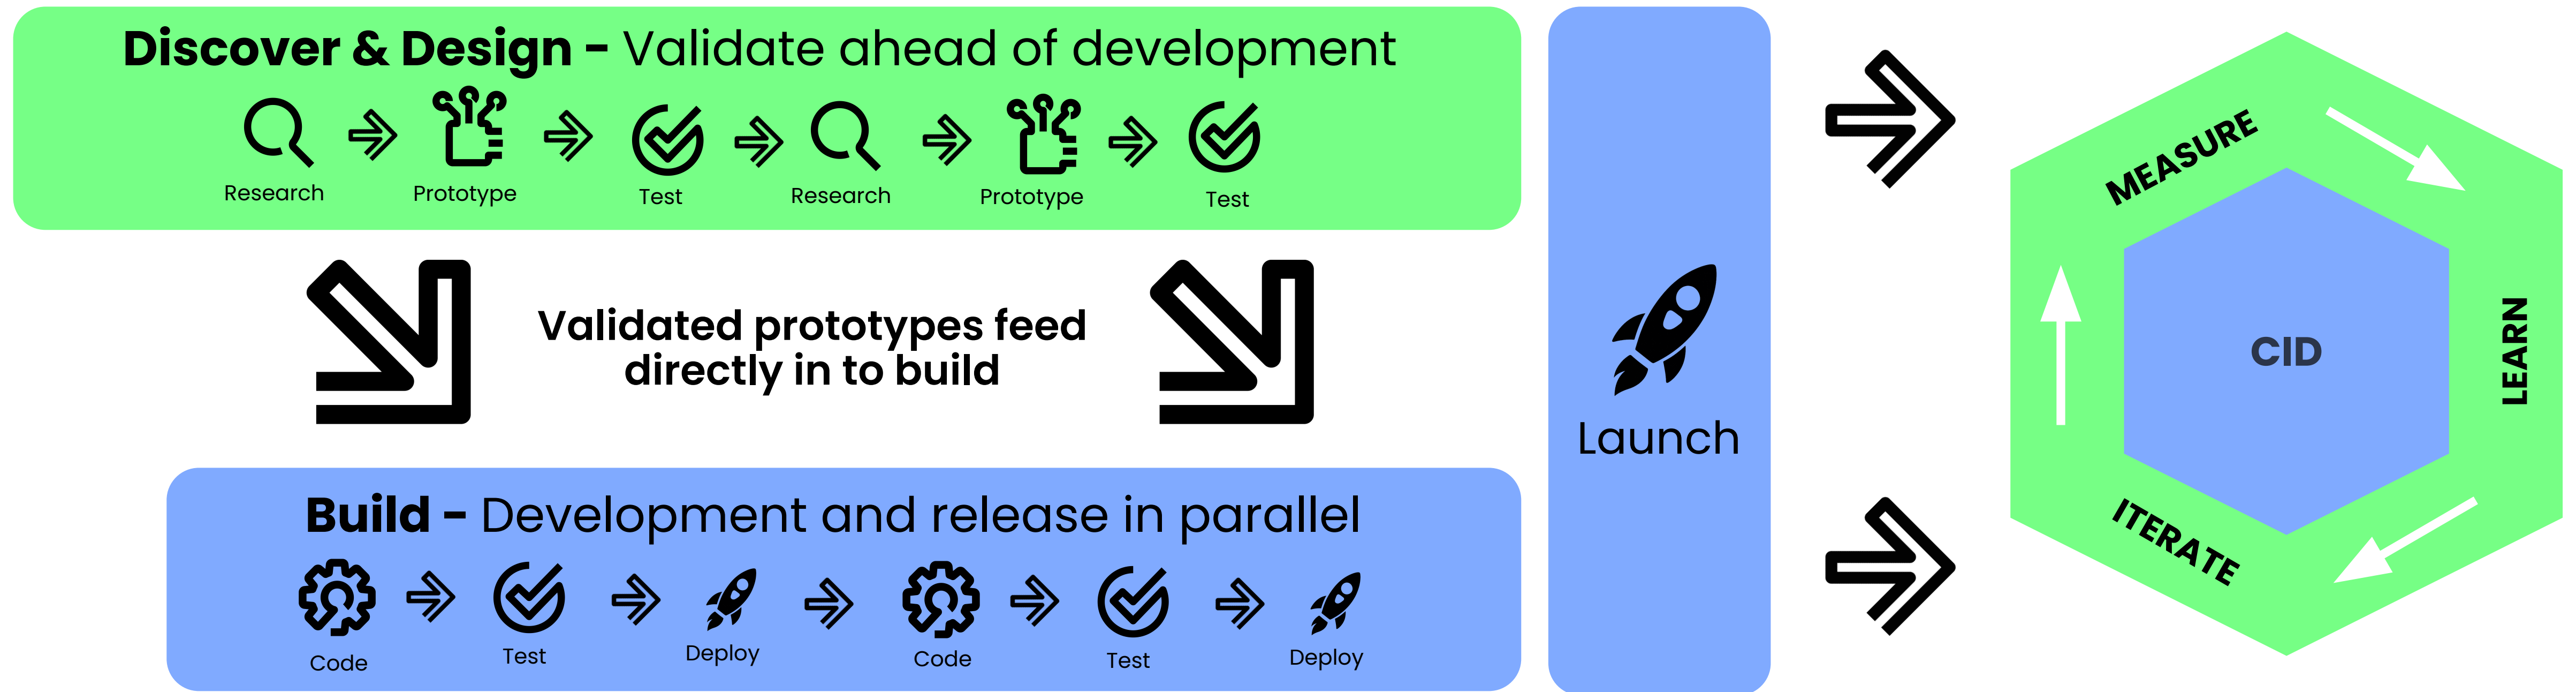 Discover & Design - Validate ahead of development
Research
Prototype
Test
Research
Prototype
Test
Validated prototypes feed
directly in to build
Build - Development and release in parallel
Code
Test
Deploy
Code
Test
Deploy
Launch
MEASURE
LEARN
ITERATE
CID